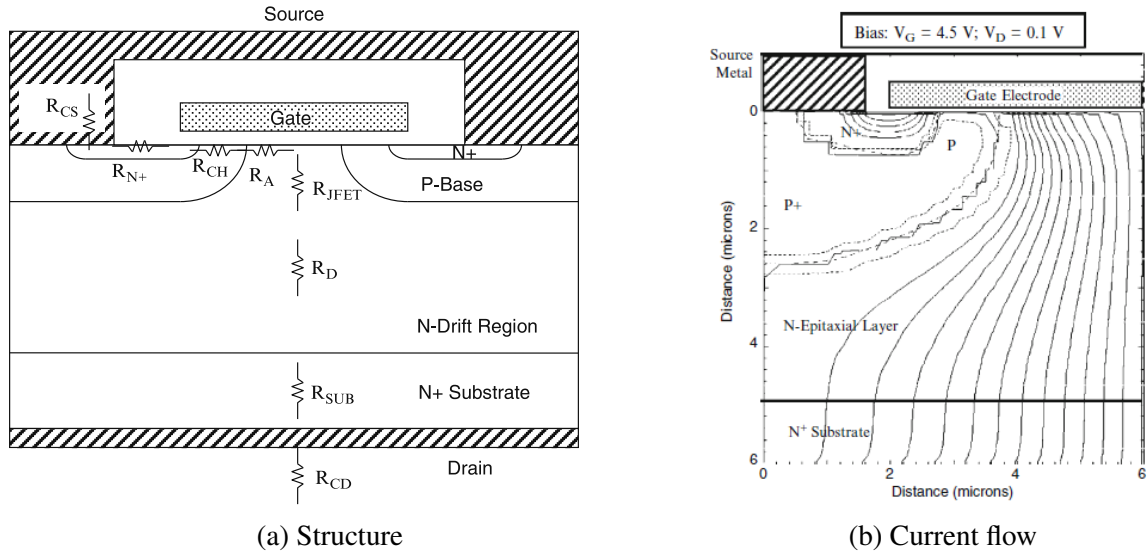 Source
R_CS
Gate
N+
R_N+
R_CH
R_A
R_JFET
P-Base
R_D
N-Drift Region
R_SUB
N+ Substrate
Drain
R_CD
(a) Structure
Bias: V_G = 4.5 V; V_D = 0.1 V
Source
Metal
Gate Electrode
0
N+
P
P+
2
Distance (microns)
N-Epitaxial Layer
4
N⁺ Substrate
6
0 2 4 6
Distance (microns)
(b) Current flow